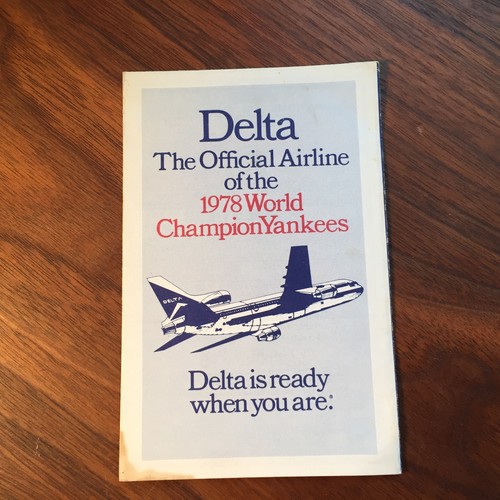 Delta
The Official Airline
of the
1978 World
Champion Yankees
DELTA
Delta is ready
when you are.®